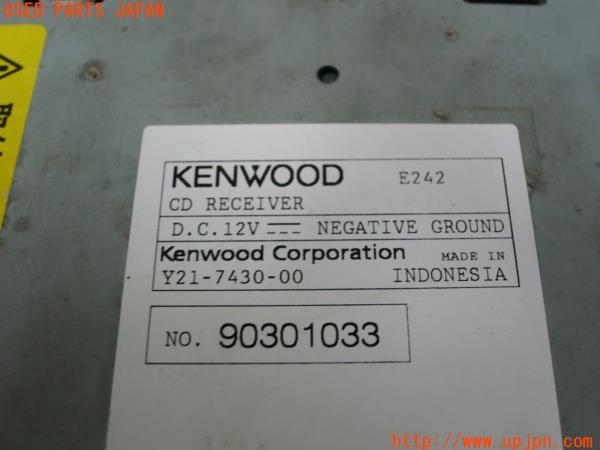 USED PARTS JAPAN
KENWOOD E242
CD RECEIVER
D.C.12V NEGATIVE GROUND
Kenwood Corporation MADE IN
Y21-7430-00 INDONESIA
NO. 90301033
http://www.upjpn.com/